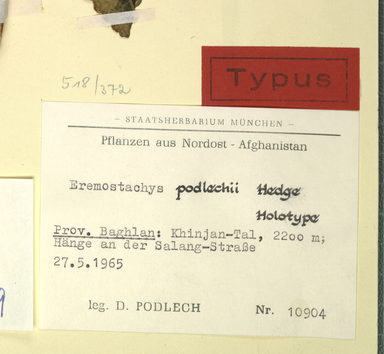 518/372
Typus
- STAATSHERBARIUM MÜNCHEN -
Pflanzen aus Nordost - Afghanistan
Eremostachys podlechii Hedge
Holotype
Prov. Baghlan: Khinjan-Tal, 2200 m;
Hänge an der Salang-Straße
27.5.1965
leg. D. PODLECH Nr. 10904